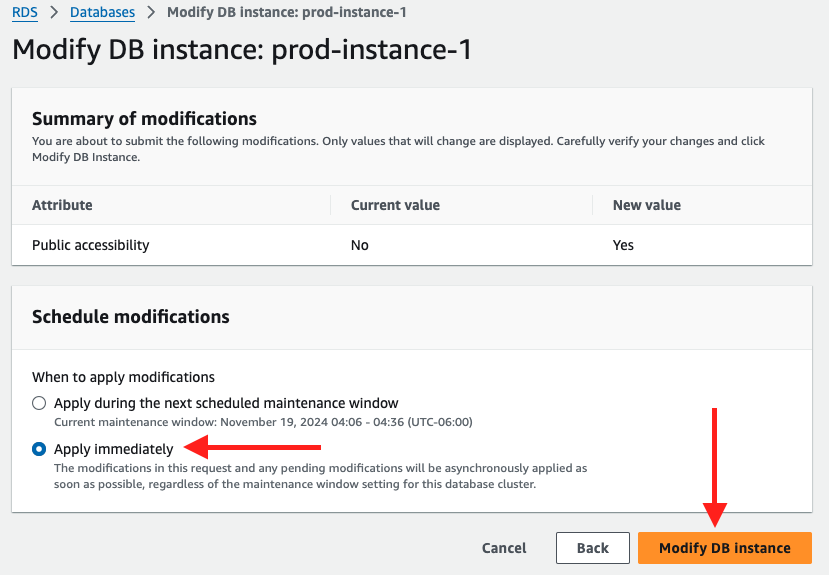 RDS > Databases > Modify DB instance: prod-instance-1
Modify DB instance: prod-instance-1
Summary of modifications
You are about to submit the following modifications. Only values that will change are displayed. Carefully verify your changes and click
Modify DB Instance.
Attribute Current value New value
Public accessibility No Yes
Schedule modifications
When to apply modifications
Apply during the next scheduled maintenance window
Current maintenance window: November 19, 2024 04:06 - 04:36 (UTC-06:00)
Apply immediately
The modifications in this request and any pending modifications will be asynchronously applied as
soon as possible, regardless of the maintenance window setting for this database cluster.
Cancel Back Modify DB instance